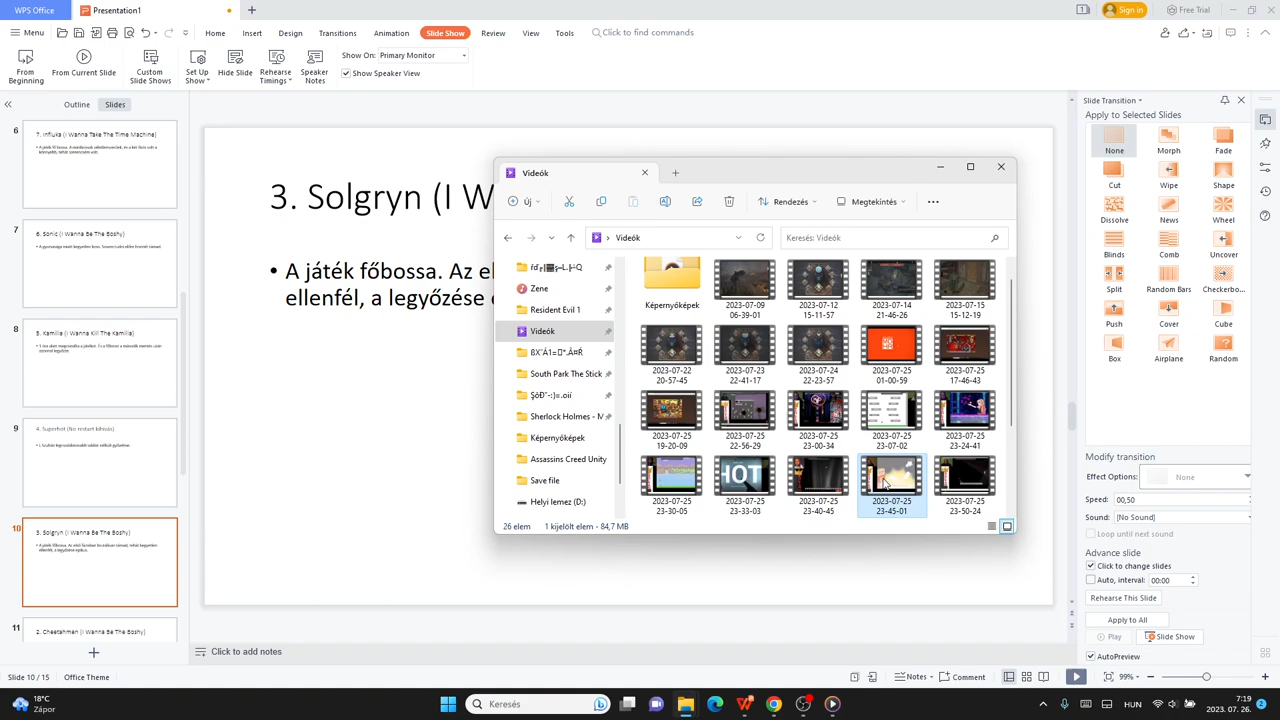 WPS Office
Presentation1
Sign in
Free Trial
Menu
Home
Insert
Design
Transitions
Animation
Slide Show
Review
View
Tools
Click to find commands
From
Beginning
From Current Slide
Custom
Slide Shows
Set Up
Show
Hide Slide
Rehearse
Timings
Speaker
Notes
Show On: Primary Monitor
Show Speaker View
Outline
Slides
6
7. Influka (I Wanna Take The Time Machine)
7
6. Sonic (I Wanna Be The Boshy)
8
5. Kamilia (I Wanna Kill The Kamilia)
9
4. Superhot (No restart kihívás)
10
3. Solgryn (I Wanna Be The Boshy)
11
2. Cheetahmen (I Wanna Be The Boshy)
3. Solgryn (I W
• A játék főbossa. Az el
ellenfél, a legyőzése
Click to add notes
Videók
Új
Rendezés
Megtekintés
Videók
Keresés: Videók
Zene
Resident Evil 1
Videók
South Park The Stick
Sherlock Holmes - M
Képernyőképek
Assassins Creed Unity
Save file
Helyi lemez (D:)
Képernyőképek
2023-07-09
06-39-01
2023-07-12
15-11-57
2023-07-14
21-46-26
2023-07-15
15-12-19
2023-07-22
20-57-45
2023-07-23
22-41-17
2023-07-24
22-23-57
2023-07-25
01-00-59
2023-07-25
17-46-43
2023-07-25
19-20-09
2023-07-25
22-56-29
2023-07-25
23-00-34
2023-07-25
23-07-02
2023-07-25
23-24-41
HOT
2023-07-25
23-30-05
2023-07-25
23-33-03
2023-07-25
23-40-45
2023-07-25
23-45-01
2023-07-25
23-50-24
26 elem
1 kijelölt elem - 84,7 MB
Slide Transition
Apply to Selected Slides
None
Morph
Fade
Cut
Wipe
Shape
Dissolve
News
Wheel
Blinds
Comb
Uncover
Split
Random Bars
Checkerbo...
Push
Cover
Cube
Box
Airplane
Random
Modify transition
Effect Options:
None
Speed: 00,50
Sound: [No Sound]
Loop until next sound
Advance slide
Click to change slides
Auto, interval: 00:00
Rehearse This Slide
Apply to All
Play
Slide Show
AutoPreview
Slide 10 / 15
Office Theme
Notes
Comment
99%
18°C
Zápor
Keresés
HUN
7:19
2023. 07. 26.